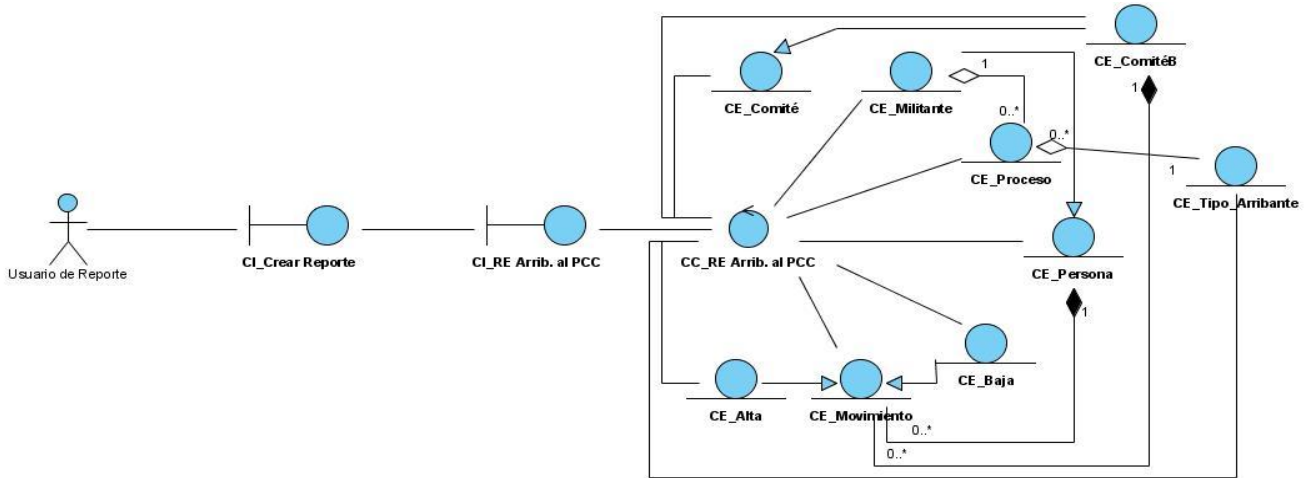 CE_ComitéB
1
1
CE_Comité
CE_Militante
0..*
0..*
CE_Proceso
1
CE_Tipo_Arribante
Usuario de Reporte
CI_Crear Reporte
CI_RE Arrib. al PCC
CC_RE Arrib. al PCC
CE_Persona
1
CE_Baja
CE_Alta
CE_Movimiento
0..*
0..*